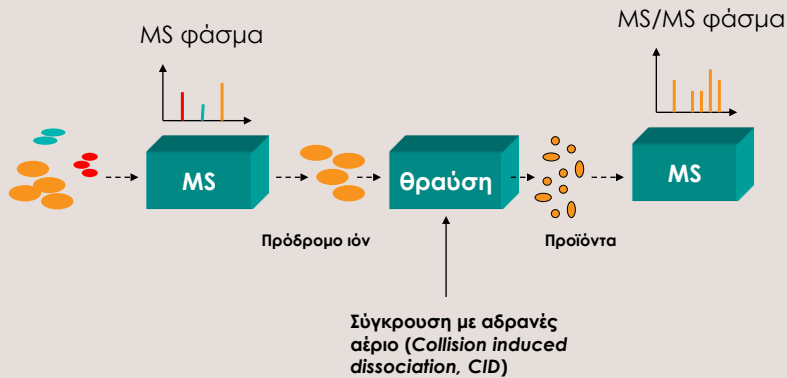 MS φάσμα
MS/MS φάσμα
MS
θραύση
MS
Πρόδρομο ιόν
Προϊόντα
Σύγκρουση με αδρανές
αέριο (Collision induced
dissociation, CID)